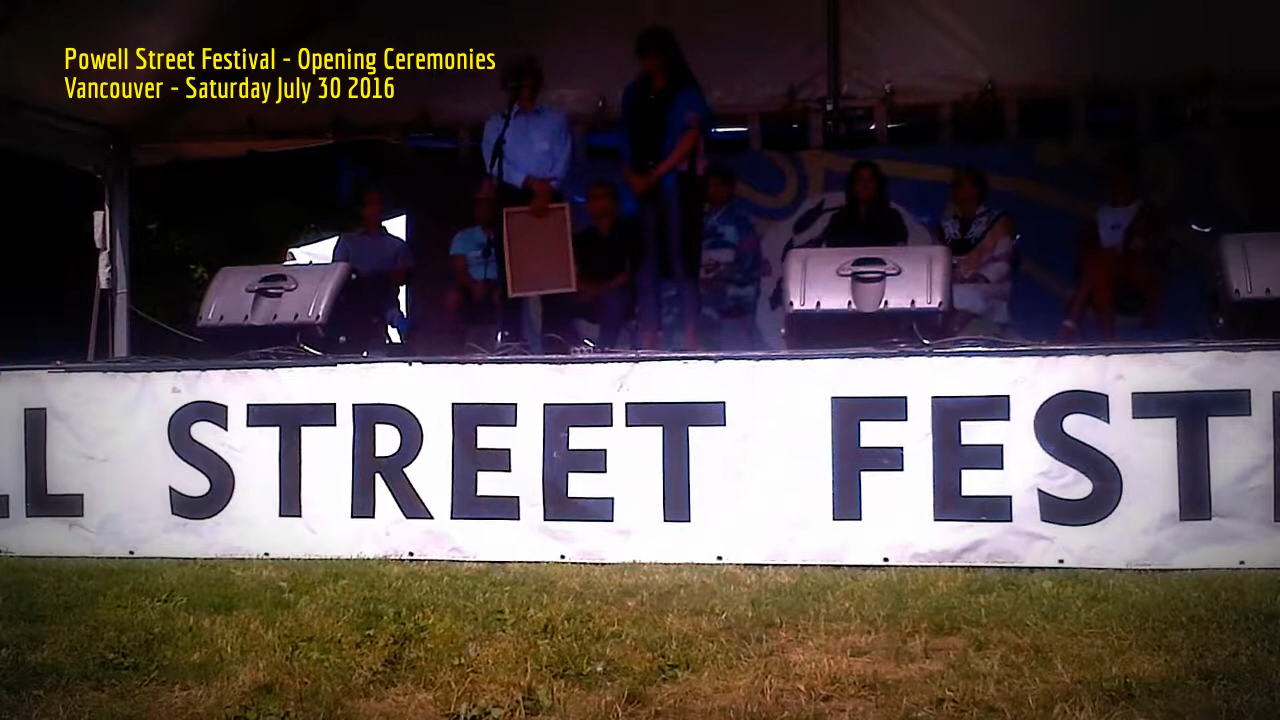 Powell Street Festival - Opening Ceremonies
Vancouver - Saturday July 30 2016
LL STREET FEST